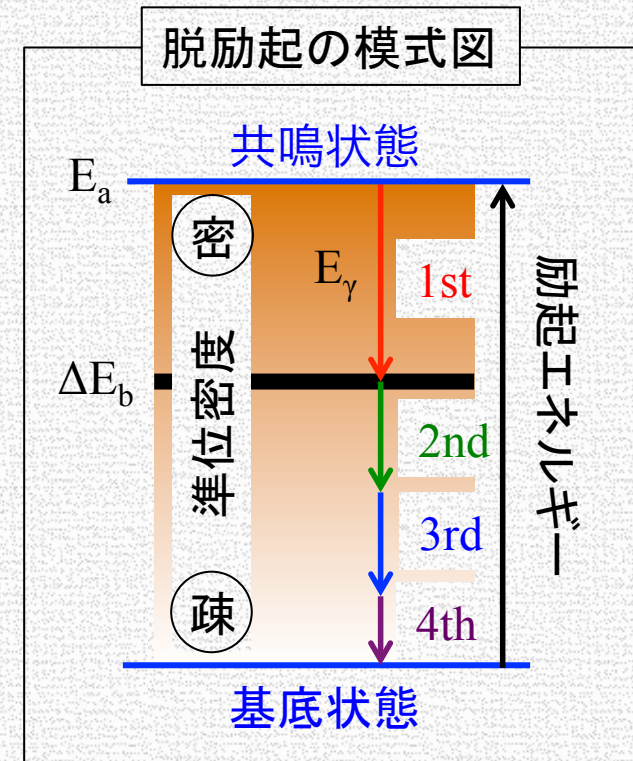 脱励起の模式図
共鳴状態
Eₐ
密
Eᵧ
1st
励起エネルギー
ΔE_b
準位密度
2nd
3rd
疎
4th
基底状態